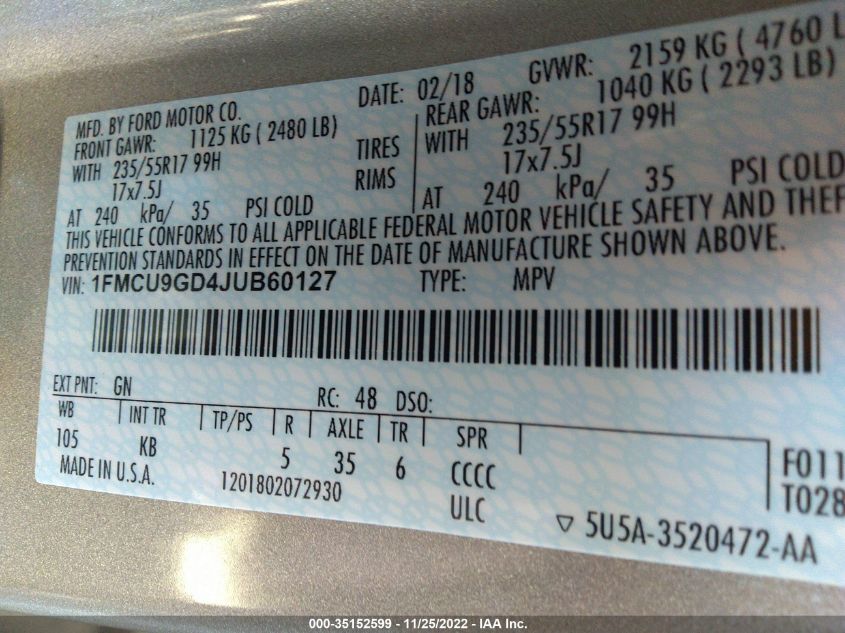 MFD. BY FORD MOTOR CO.
DATE: 02/18
GVWR: 2159 KG ( 4760 L
FRONT GAWR: 1125 KG ( 2480 LB)
REAR GAWR: 1040 KG ( 2293 LB)
WITH 235/55R17 99H
TIRES
WITH 235/55R17 99H
17x7.5J
RIMS
17x7.5J
AT 240 kPa/ 35 PSI COLD
AT 240 kPa/ 35 PSI COLD
THIS VEHICLE CONFORMS TO ALL APPLICABLE FEDERAL MOTOR VEHICLE SAFETY AND THEF
PREVENTION STANDARDS IN EFFECT ON THE DATE OF MANUFACTURE SHOWN ABOVE.
VIN: 1FMCU9GD4JUB60127 TYPE: MPV
EXT PNT: GN RC: 48 DSO:
WB INT TR TP/PS R AXLE TR SPR
105 KB 5 35 6 CCCC F011
MADE IN U.S.A. 1201802072930 ULC T028
▽ 5U5A-3520472-AA
000-35152599 - 11/25/2022 - IAA Inc.